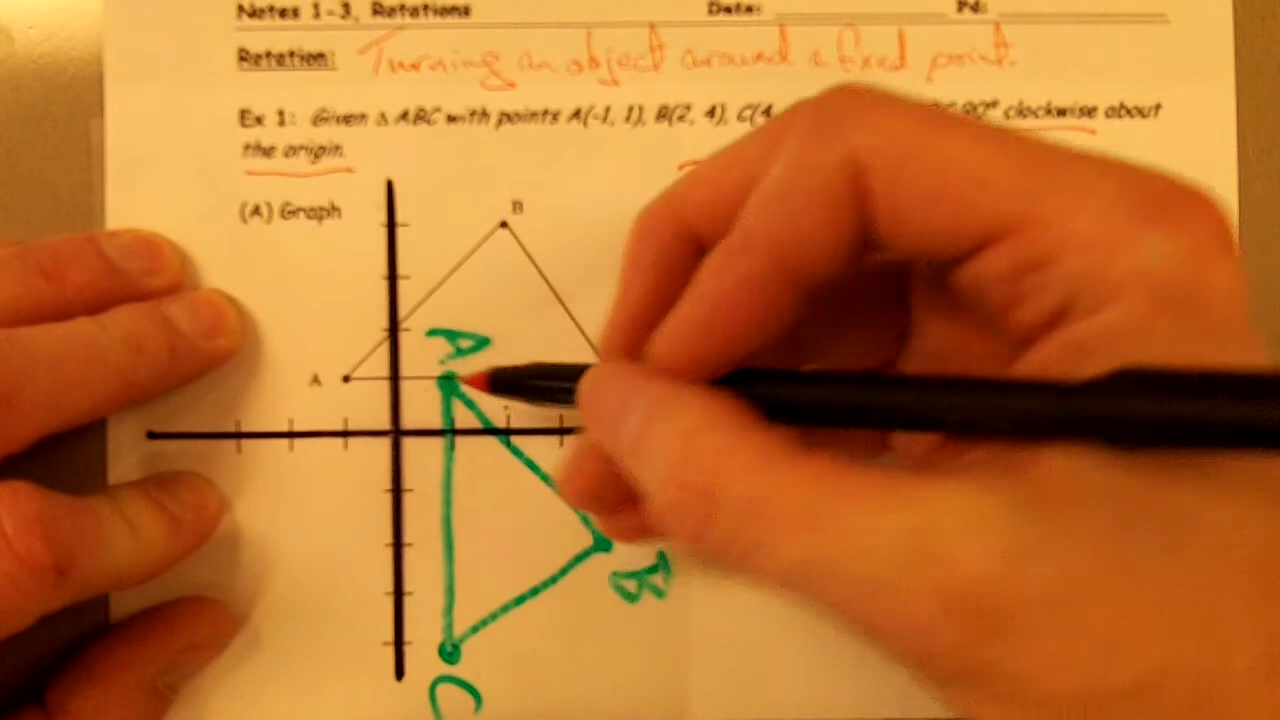 Notes 1-3, Rotations Date: Pd:
Rotation: Turning an object around a fixed point.
Ex 1: Given Δ ABC with points A(-1, 1), B(2, 4), C(4 90° clockwise about
the origin.
(A) Graph
B
A
A
B
C